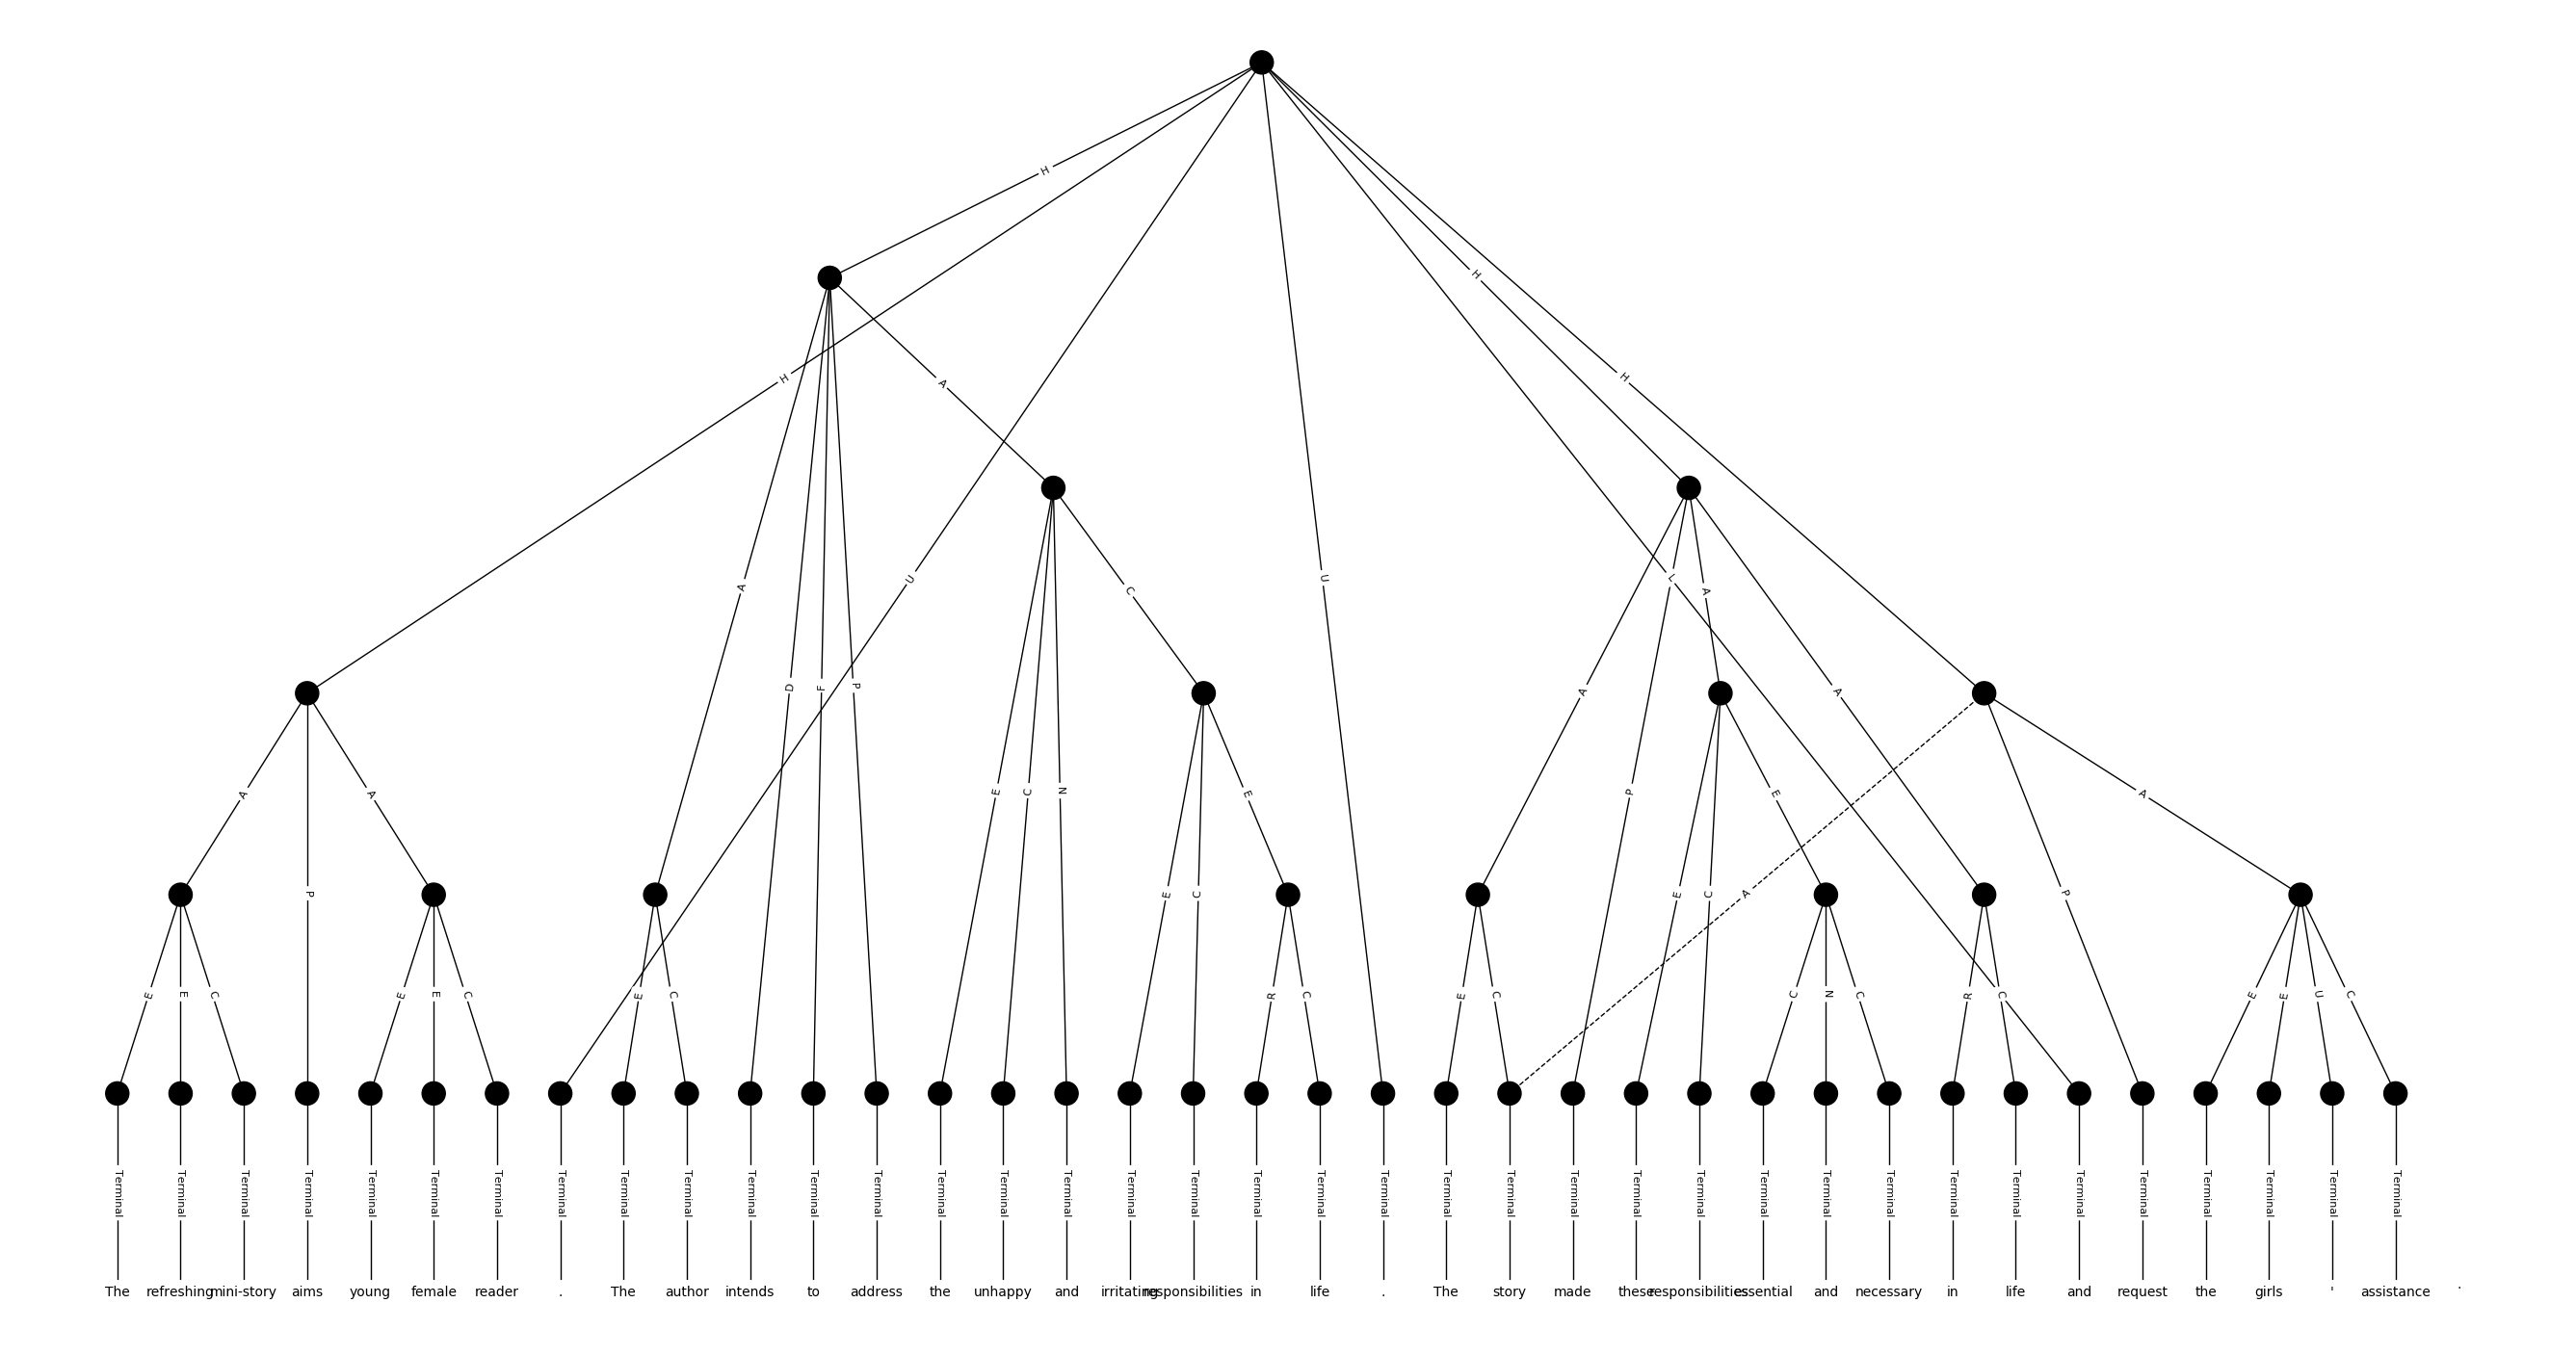 H
H
H A H
A U C U L A
D F P A A
A A E C N E P E A
P E C E C A P
E E C E E C E C R C E C C N C R C E E U C
Terminal Terminal Terminal Terminal Terminal Terminal Terminal Terminal Terminal Terminal Terminal Terminal Terminal Terminal Terminal Terminal Terminal Terminal Terminal Terminal Terminal Terminal Terminal Terminal Terminal Terminal Terminal Terminal Terminal Terminal Terminal Terminal Terminal Terminal Terminal Terminal Terminal
The refreshing mini-story aims young female reader . The author intends to address the unhappy and irritating responsibilities in life . The story made these responsibilities essential and necessary in life and request the girls ' assistance .